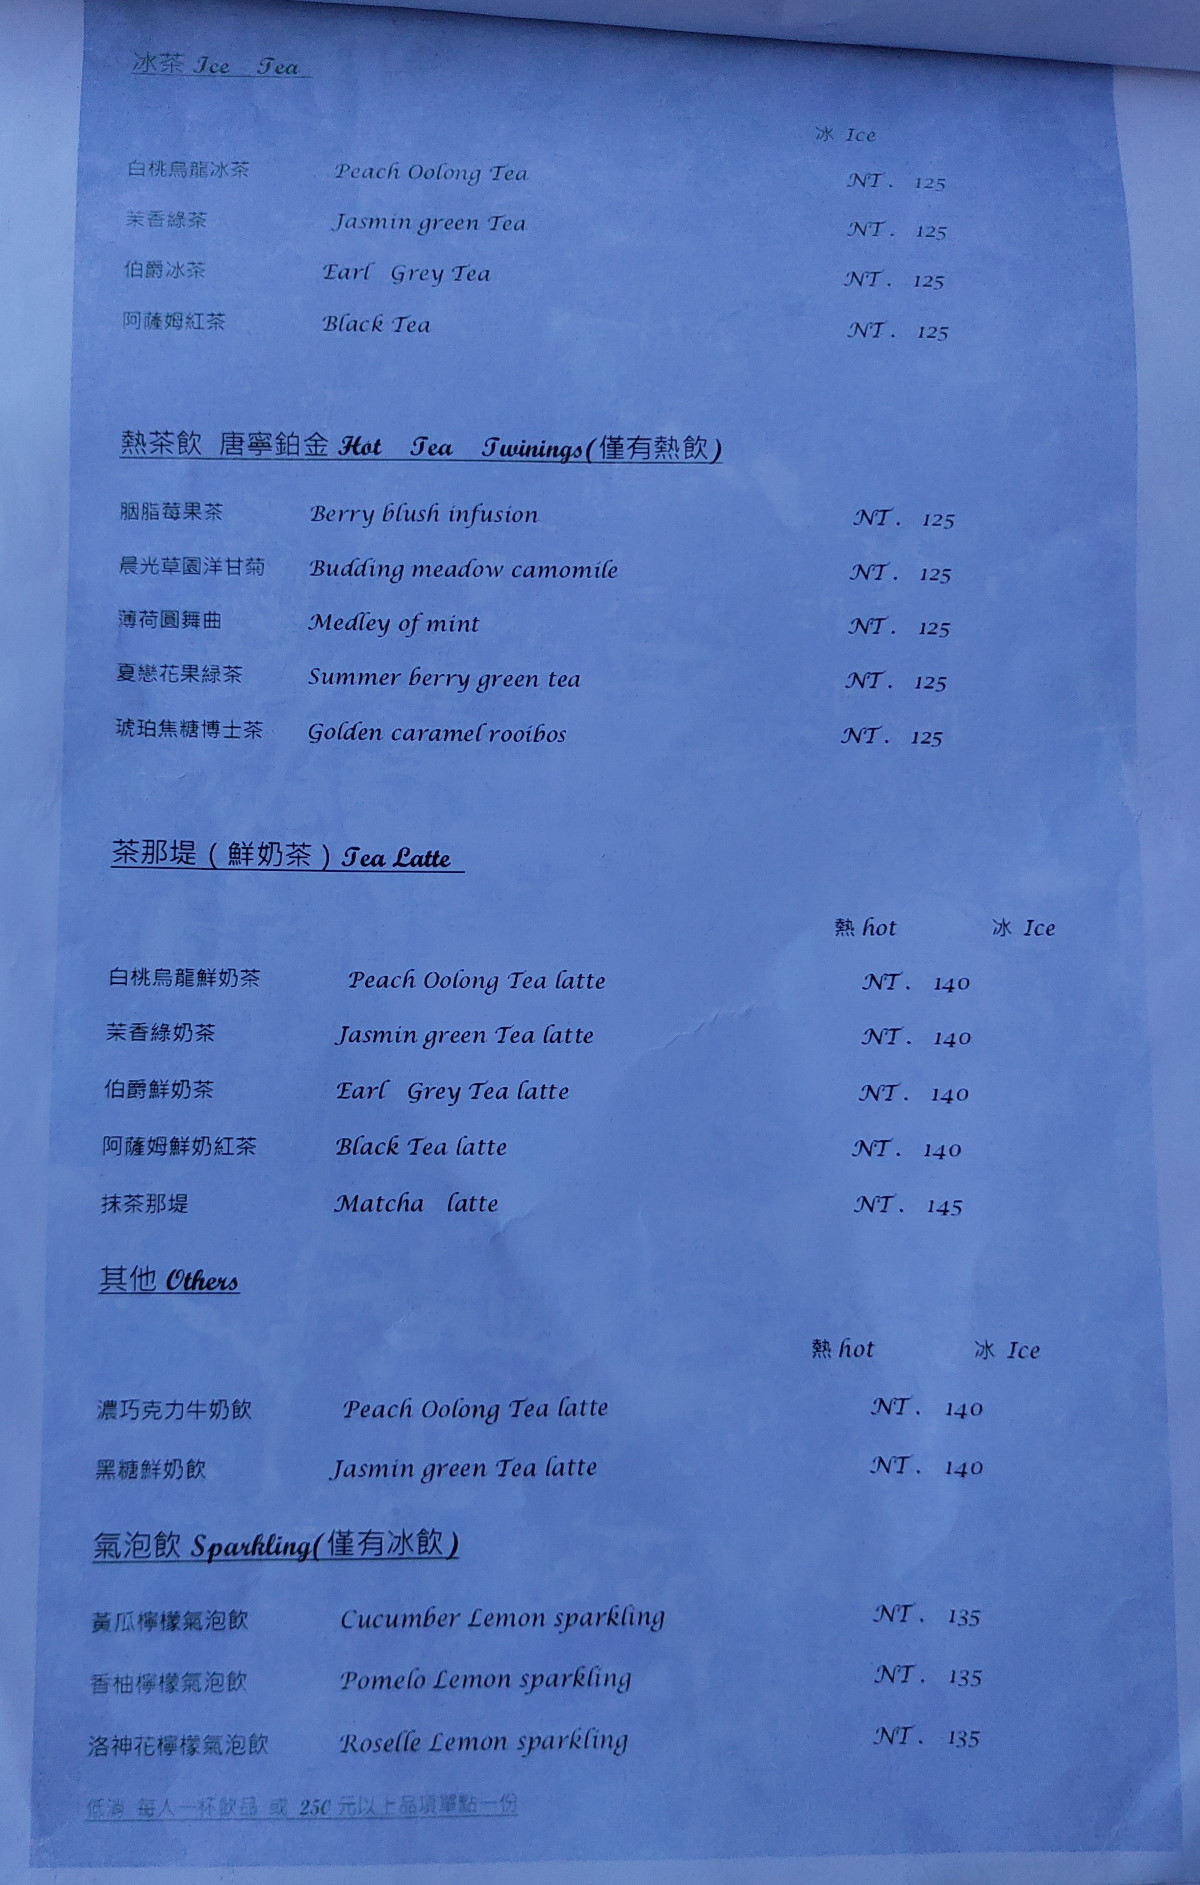 冰茶 Ice Tea
冰 Ice
白桃烏龍冰茶 Peach Oolong Tea NT. 125
茉香綠茶 Jasmin green Tea NT. 125
伯爵冰茶 Earl Grey Tea NT. 125
阿薩姆紅茶 Black Tea NT. 125
熱茶飲 唐寧鉑金 Hot Tea Twinings(僅有熱飲)
胭脂莓果茶 Berry blush infusion NT. 125
晨光草園洋甘菊 Budding meadow camomile NT. 125
薄荷圓舞曲 Medley of mint NT. 125
夏戀花果緑茶 Summer berry green tea NT. 125
琥珀焦糖博士茶 Golden caramel rooibos NT. 125
茶那堤（鮮奶茶）Tea Latte
熱 hot 冰 Ice
白桃烏龍鮮奶茶 Peach Oolong Tea latte NT. 140
茉香綠奶茶 Jasmin green Tea latte NT. 140
伯爵鮮奶茶 Earl Grey Tea latte NT. 140
阿薩姆鮮奶紅茶 Black Tea latte NT. 140
抹茶那堤 Matcha latte NT. 145
其他 Others
熱 hot 冰 Ice
濃巧克力牛奶飲 Peach Oolong Tea latte NT. 140
黑糖鮮奶飲 Jasmin green Tea latte NT. 140
氣泡飲 Sparkling(僅有冰飲)
黃瓜檸檬氣泡飲 Cucumber Lemon sparkling NT. 135
香柚檸檬氣泡飲 Pomelo Lemon sparkling NT. 135
洛神花檸檬氣泡飲 Roselle Lemon sparkling NT. 135
低消 每人一杯飲品 或 250 元以上品項單點一份